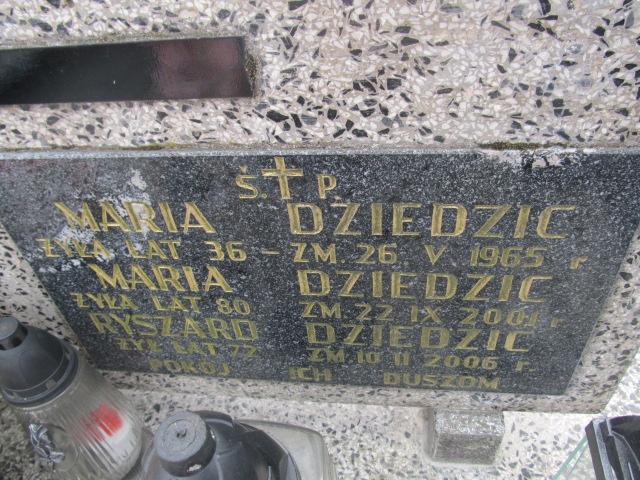 Ś. P.
MARIA DZIEDZIC
ŻYŁA LAT 36 - ZM. 26 V. 1965 r
MARIA DZIEDZIC
ŻYŁA LAT 80 ZM. 22 IX 2001 r
RYSZARD DZIEDZIC
ŻYŁ LAT 72 ZM. 10 II 2006 r.
POKÓJ ICH DUSZOM